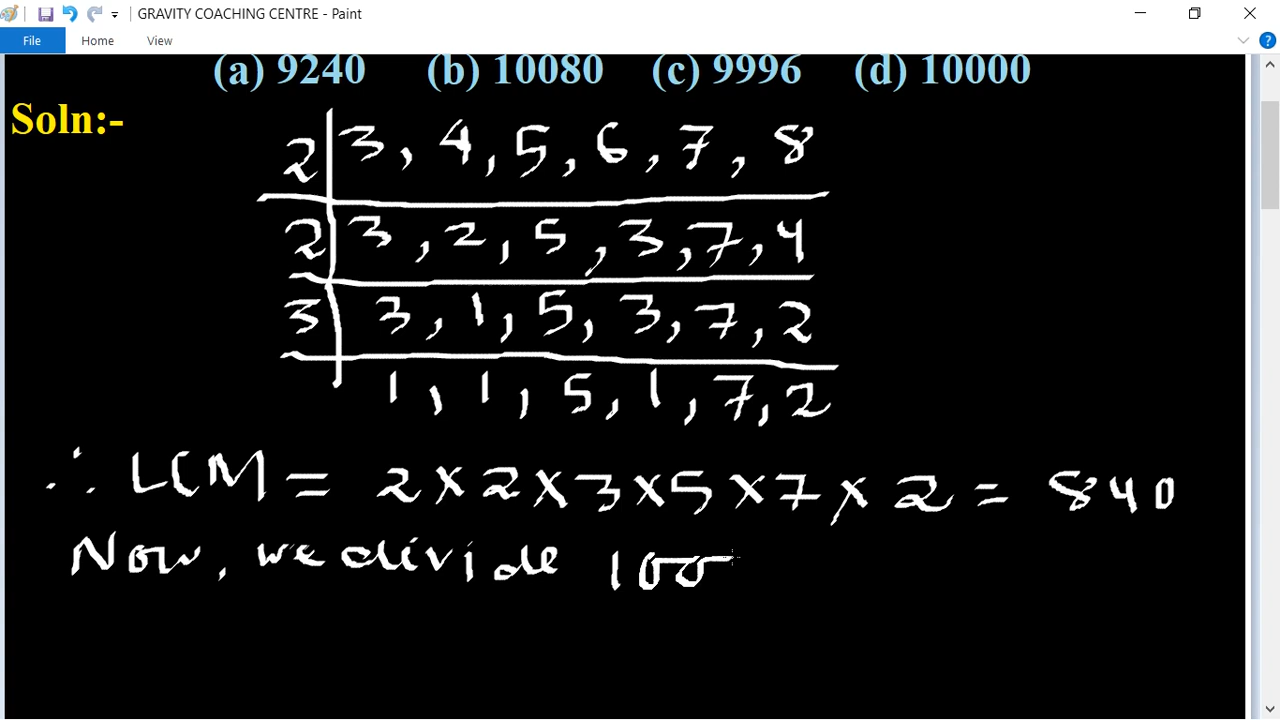 GRAVITY COACHING CENTRE - Paint
File Home View
(a) 9240 (b) 10080 (c) 9996 (d) 10000
Soln:-
2 3, 4, 5, 6, 7, 8
2 3, 2, 5, 3, 7, 4
3 3, 1, 5, 3, 7, 2
1, 1, 5, 1, 7, 2
∴ LCM = 2 × 2 × 3 × 5 × 7 × 2 = 840
Now, we divide 100